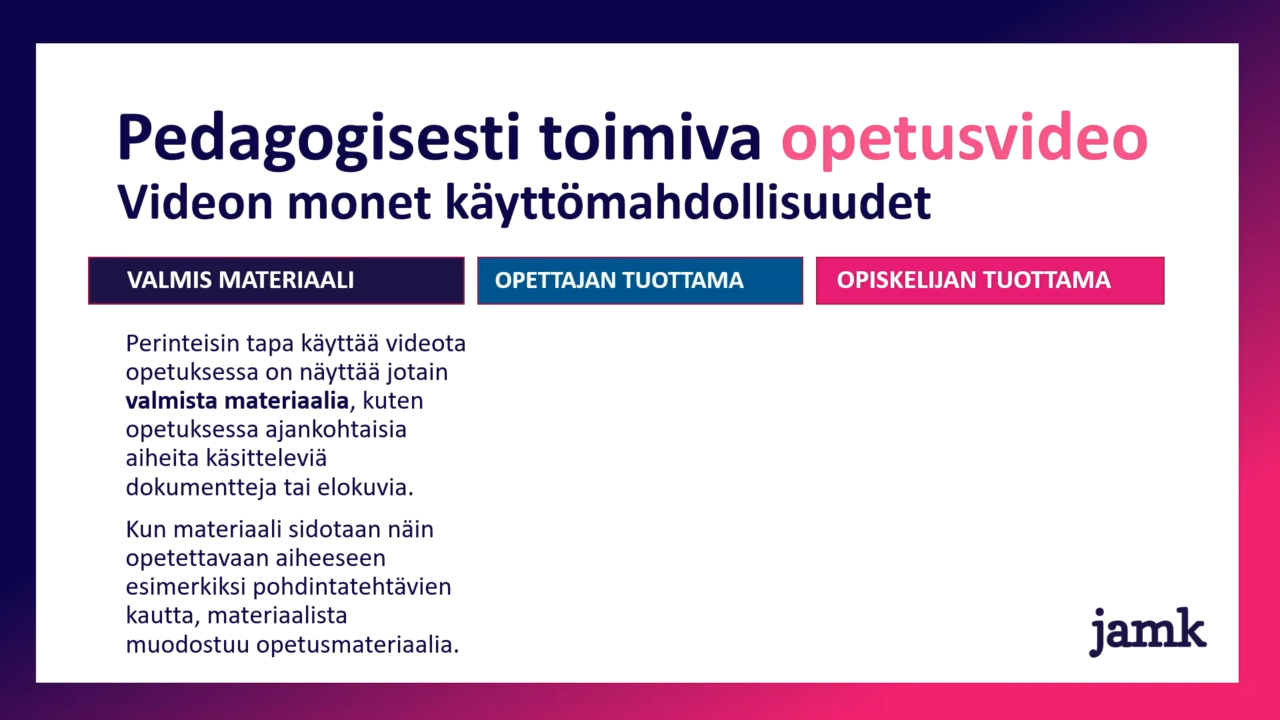 Pedagogisesti toimiva opetusvideo
Videon monet käyttömahdollisuudet
VALMIS MATERIAALI
OPETTAJAN TUOTTAMA
OPISKELIJAN TUOTTAMA
Perinteisin tapa käyttää videota
opetuksessa on näyttää jotain
valmista materiaalia, kuten
opetuksessa ajankohtaisia
aiheita käsitteleviä
dokumentteja tai elokuvia.
Kun materiaali sidotaan näin
opetettavaan aiheeseen
esimerkiksi pohdintatehtävien
kautta, materiaalista
muodostuu opetusmateriaalia.
jamk